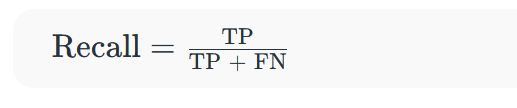 Recall = TP / TP + FN